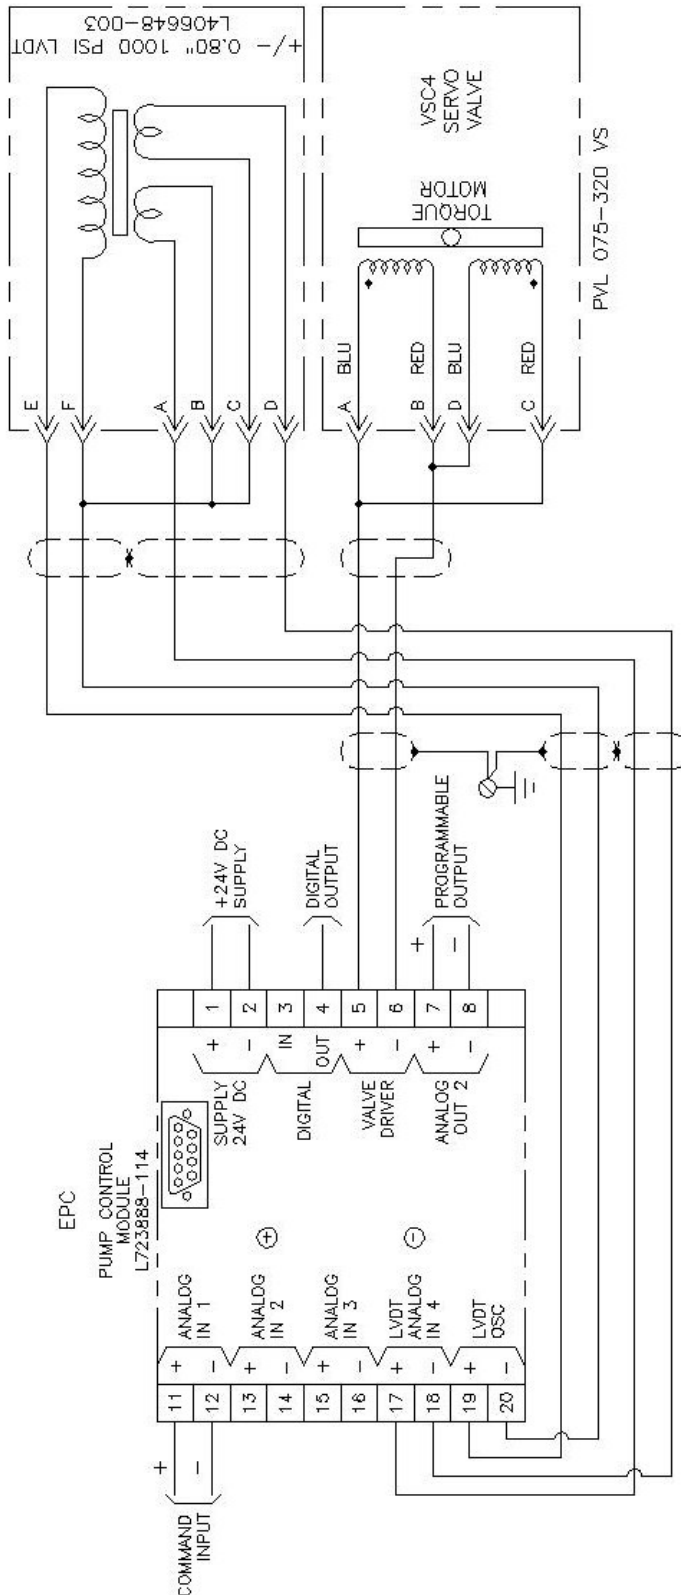 +/- 0.80" 1000 PSI LVDT
L406648-003
VSC4
SERVO
VALVE
TORQUE
MOTOR
PVL 075-320 VS
E
F
A
B
C
D
A
BLU
B
RED
D
BLU
C
RED
+24V DC
SUPPLY
DIGITAL
OUTPUT
+
-
PROGRAMMABLE
OUTPUT
1
2
3
4
5
6
7
8
+
-
IN
OUT
+
-
+
-
SUPPLY
24V DC
DIGITAL
VALVE
DRIVER
ANALOG
OUT 2
EPC
PUMP CONTROL
MODULE
L723888-114
+
-
ANALOG
IN 1
ANALOG
IN 2
ANALOG
IN 3
LVDT
ANALOG
IN 4
LVDT
OSC
+
-
+
-
+
-
+
-
+
-
11
12
13
14
15
16
17
18
19
20
+
-
COMMAND
INPUT